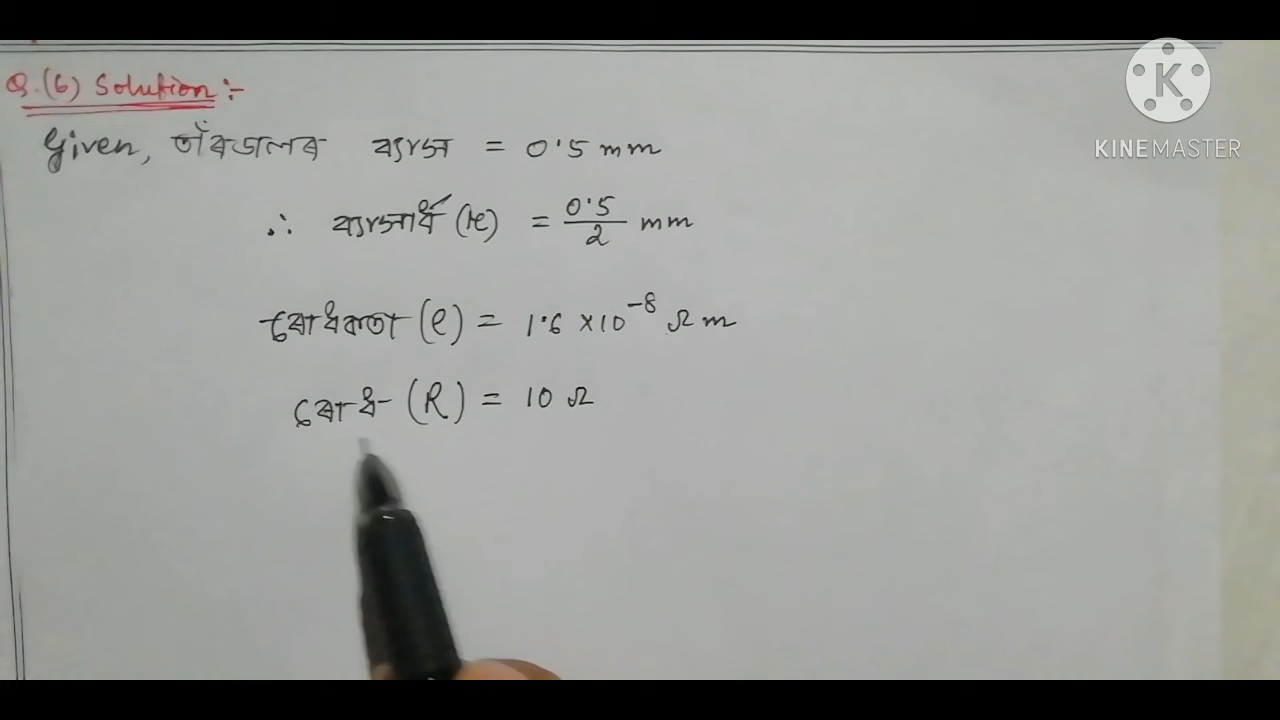 Q.(6) Solution :-
KINEMASTER
Given, তাঁৰডালৰ ব্যাস = 0.5 mm
∴ ব্যাসাৰ্ধ (r) = 0.5/2 mm
ৰোধকতা (ρ) = 1.6 ×10⁻⁸ Ω m
ৰোধ (R) = 10 Ω